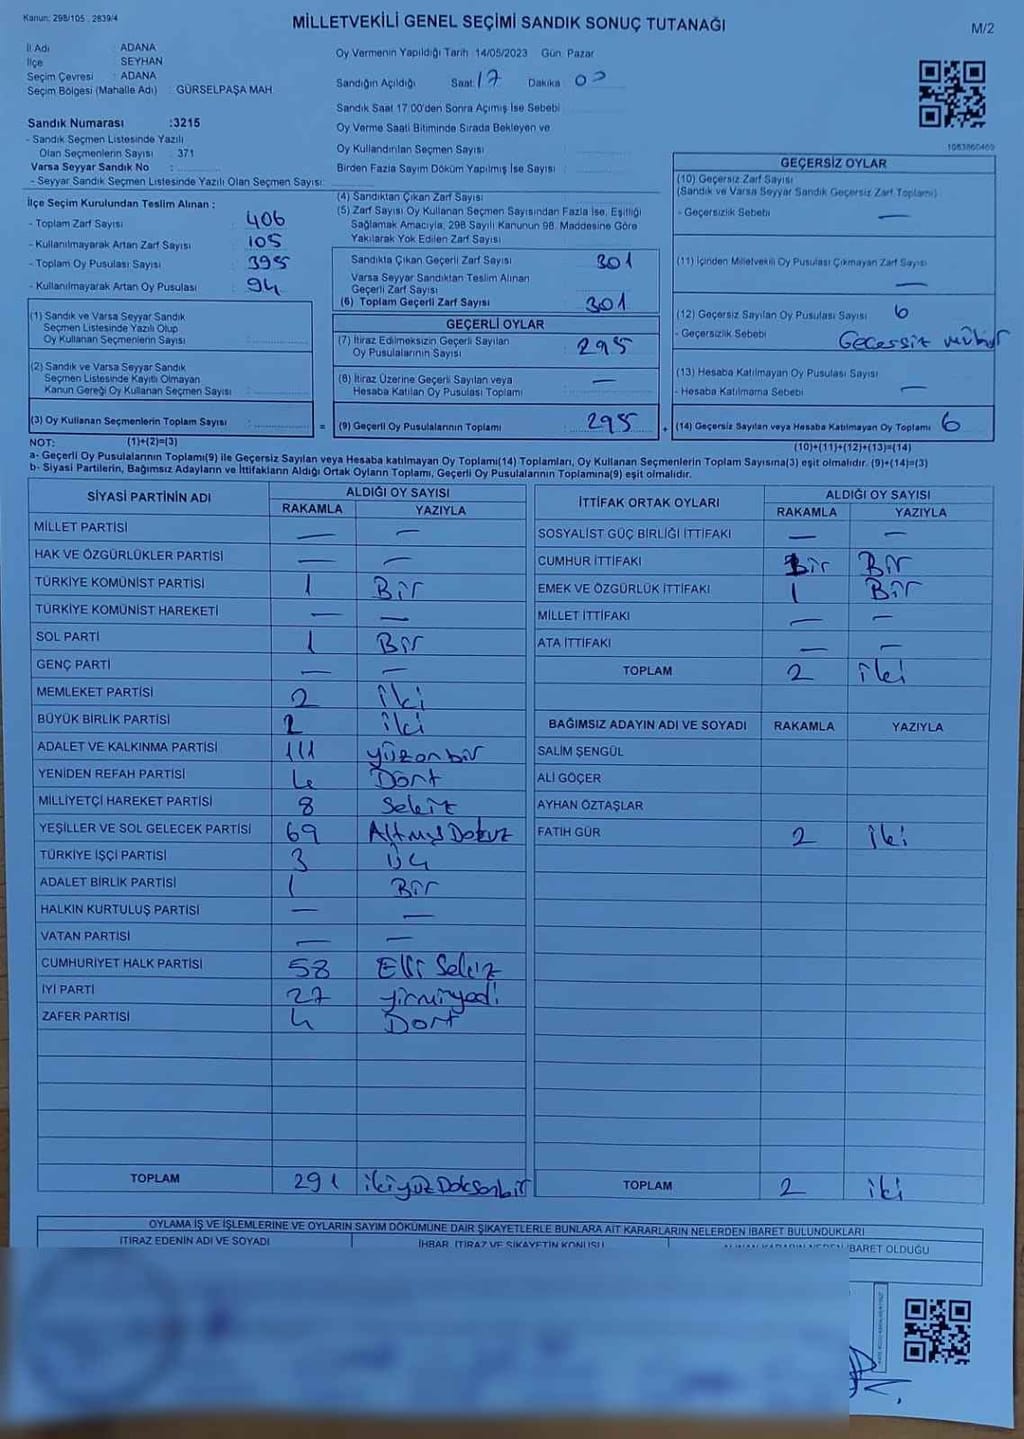 Kanun: 298/105 , 2839/4
MİLLETVEKİLİ GENEL SEÇİMİ SANDIK SONUÇ TUTANAĞI
M/2
İl Adı : ADANA
İlçe : SEYHAN
Seçim Çevresi : ADANA
Seçim Bölgesi (Mahalle Adı) : GÜRSELPAŞA MAH.
Oy Vermenin Yapıldığı Tarih 14/05/2023 Gün: Pazar
Sandığın Açıldığı Saat: 17 Dakika 00
Sandık Saat 17:00'den Sonra Açımış İse Sebebi
Oy Verme Saati Bitiminde Sırada Bekleyen ve
Oy Kullandırılan Seçmen Sayısı
Birden Fazla Sayım Döküm Yapılmış İse Sayısı
1083860409
Sandık Numarası :3215
- Sandık Seçmen Listesinde Yazılı
Olan Seçmenlerin Sayısı : 371
Varsa Seyyar Sandık No :
- Seyyar Sandık Seçmen Listesinde Yazılı Olan Seçmen Sayısı:
İlçe Seçim Kurulundan Teslim Alınan :
- Toplam Zarf Sayısı : 406
- Kullanılmayarak Artan Zarf Sayısı : 105
- Toplam Oy Pusulası Sayısı : 395
- Kullanılmayarak Artan Oy Pusulası : 94
(1) Sandık ve Varsa Seyyar Sandık
Seçmen Listesinde Yazılı Olup
Oy Kullanan Seçmenlerin Sayısı :
(2) Sandık ve Varsa Seyyar Sandık
Seçmen Listesinde Kayıtlı Olmayan
Kanun Gereği Oy Kullanan Seçmen Sayısı :
(3) Oy Kullanan Seçmenlerin Toplam Sayısı :
(4) Sandıktan Çıkan Zarf Sayısı
(5) Zarf Sayısı Oy Kullanan Seçmen Sayısından Fazla İse, Eşitliği
Sağlamak Amacıyla, 298 Sayılı Kanunun 98. Maddesine Göre
Yakılarak Yok Edilen Zarf Sayısı
Sandıkta Çıkan Geçerli Zarf Sayısı : 301
Varsa Seyyar Sandıktan Teslim Alınan
Geçerli Zarf Sayısı
(6) Toplam Geçerli Zarf Sayısı 301
GEÇERLİ OYLAR
(7) İtiraz Edilmeksizin Geçerli Sayılan
Oy Pusulalarının Sayısı : 295
(8) İtiraz Üzerine Geçerli Sayılan veya
Hesaba Katılan Oy Pusulası Toplamı : —
= (9) Geçerli Oy Pusulalarının Toplamı : 295
GEÇERSİZ OYLAR
(10) Geçersiz Zarf Sayısı
(Sandık ve Varsa Seyyar Sandık Geçersiz Zarf Toplamı)
- Geçersizlik Sebebi : —
(11) İçinden Milletvekili Oy Pusulası Çıkmayan Zarf Sayısı
—
(12) Geçersiz Sayılan Oy Pusulası Sayısı : 6
- Geçersizlik Sebebi : Geçersiz mühür
(13) Hesaba Katılmayan Oy Pusulası Sayısı
- Hesaba Katılmama Sebebi : —
+ (14) Geçersiz Sayılan veya Hesaba Katılmayan Oy Toplamı 6
NOT: (1)+(2)=(3)
(10)+(11)+(12)+(13)=(14)
a- Geçerli Oy Pusulalarının Toplamı(9) ile Geçersiz Sayılan veya Hesaba katılmayan Oy Toplamı(14) Toplamları, Oy Kullanan Seçmenlerin Toplam Sayısına(3) eşit olmalıdır. (9)+(14)=(3)
b- Siyasi Partilerin, Bağımsız Adayların ve İttifakların Aldığı Ortak Oyların Toplamı, Geçerli Oy Pusulalarının Toplamına(9) eşit olmalıdır.
SİYASİ PARTİNİN ADI ALDIĞI OY SAYISI
RAKAMLA YAZIYLA
MİLLET PARTİSİ — —
HAK VE ÖZGÜRLÜKLER PARTİSİ — —
TÜRKİYE KOMÜNİST PARTİSİ 1 Bir
TÜRKİYE KOMÜNİST HAREKETİ — —
SOL PARTİ 1 Bir
GENÇ PARTİ — —
MEMLEKET PARTİSİ 2 iki
BÜYÜK BİRLİK PARTİSİ 2 iki
ADALET VE KALKINMA PARTİSİ 111 yüzonbir
YENİDEN REFAH PARTİSİ 4 Dört
MİLLİYETÇİ HAREKET PARTİSİ 8 Sekiz
YEŞİLLER VE SOL GELECEK PARTİSİ 69 Altmış Dokuz
TÜRKİYE İŞÇİ PARTİSİ 3 Üç
ADALET BİRLİK PARTİSİ 1 Bir
HALKIN KURTULUŞ PARTİSİ — —
VATAN PARTİSİ — —
CUMHURİYET HALK PARTİSİ 58 Elli Sekiz
İYİ PARTİ 27 yirmiyedi
ZAFER PARTİSİ 4 Dört
TOPLAM 291 ikiyüz Doksanbir
İTTİFAK ORTAK OYLARI ALDIĞI OY SAYISI
RAKAMLA YAZIYLA
SOSYALİST GÜÇ BİRLİĞİ İTTİFAKI — —
CUMHUR İTTİFAKI Bir Bir
EMEK VE ÖZGÜRLÜK İTTİFAKI 1 Bir
MİLLET İTTİFAKI — —
ATA İTTİFAKI — —
TOPLAM 2 iki
BAĞIMSIZ ADAYIN ADI VE SOYADI RAKAMLA YAZIYLA
SALİM ŞENGÜL
ALİ GÖÇER
AYHAN ÖZTAŞLAR
FATİH GÜR 2 iki
TOPLAM 2 iki
OYLAMA İŞ VE İŞLEMLERİNE VE OYLARIN SAYIM DÖKÜMÜNE DAİR ŞİKAYETLERLE BUNLARA AİT KARARLARIN NELERDEN İBARET BULUNDUKLARI
İTİRAZ EDENİN ADI VE SOYADI İHBAR, İTİRAZ VE ŞİKAYETİN KONUSU ALINAN KARARIN NEDEN İBARET OLDUĞU